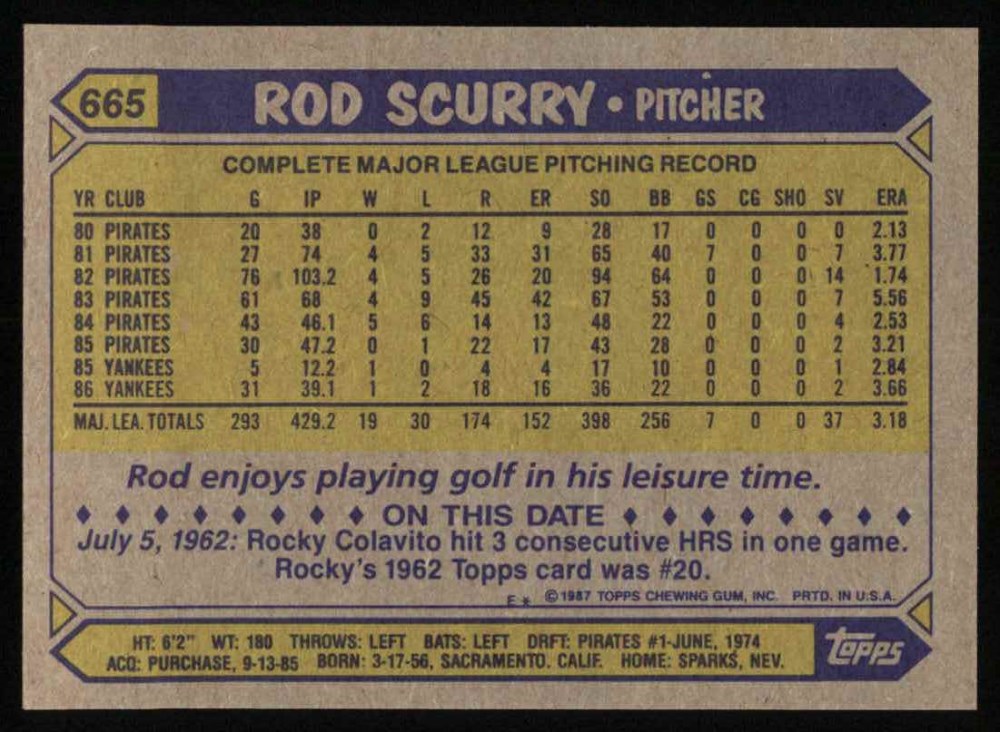 665 ROD SCURRY • PITCHER
COMPLETE MAJOR LEAGUE PITCHING RECORD
YR CLUB G IP W L R ER SO BB GS CG SHO SV ERA
80 PIRATES 20 38 0 2 12 9 28 17 0 0 0 0 2.13
81 PIRATES 27 74 4 5 33 31 65 40 7 0 0 7 3.77
82 PIRATES 76 103.2 4 5 26 20 94 64 0 0 0 14 1.74
83 PIRATES 61 68 4 9 45 42 67 53 0 0 0 7 5.56
84 PIRATES 43 46.1 5 6 14 13 48 22 0 0 0 4 2.53
85 PIRATES 30 47.2 0 1 22 17 43 28 0 0 0 2 3.21
85 YANKEES 5 12.2 1 0 4 4 17 10 0 0 0 1 2.84
86 YANKEES 31 39.1 1 2 18 16 36 22 0 0 0 2 3.66
MAJ. LEA. TOTALS 293 429.2 19 30 174 152 398 256 7 0 0 37 3.18
Rod enjoys playing golf in his leisure time.
♦ ♦ ♦ ♦ ♦ ♦ ♦ ♦ ON THIS DATE ♦ ♦ ♦ ♦ ♦ ♦ ♦ ♦
July 5, 1962: Rocky Colavito hit 3 consecutive HRS in one game.
Rocky's 1962 Topps card was #20.
E* ©1987 TOPPS CHEWING GUM, INC. PRTD. IN U.S.A.
HT: 6'2" WT: 180 THROWS: LEFT BATS: LEFT DRFT: PIRATES #1-JUNE, 1974
ACQ: PURCHASE, 9-13-85 BORN: 3-17-56, SACRAMENTO. CALIF. HOME: SPARKS, NEV.
topps